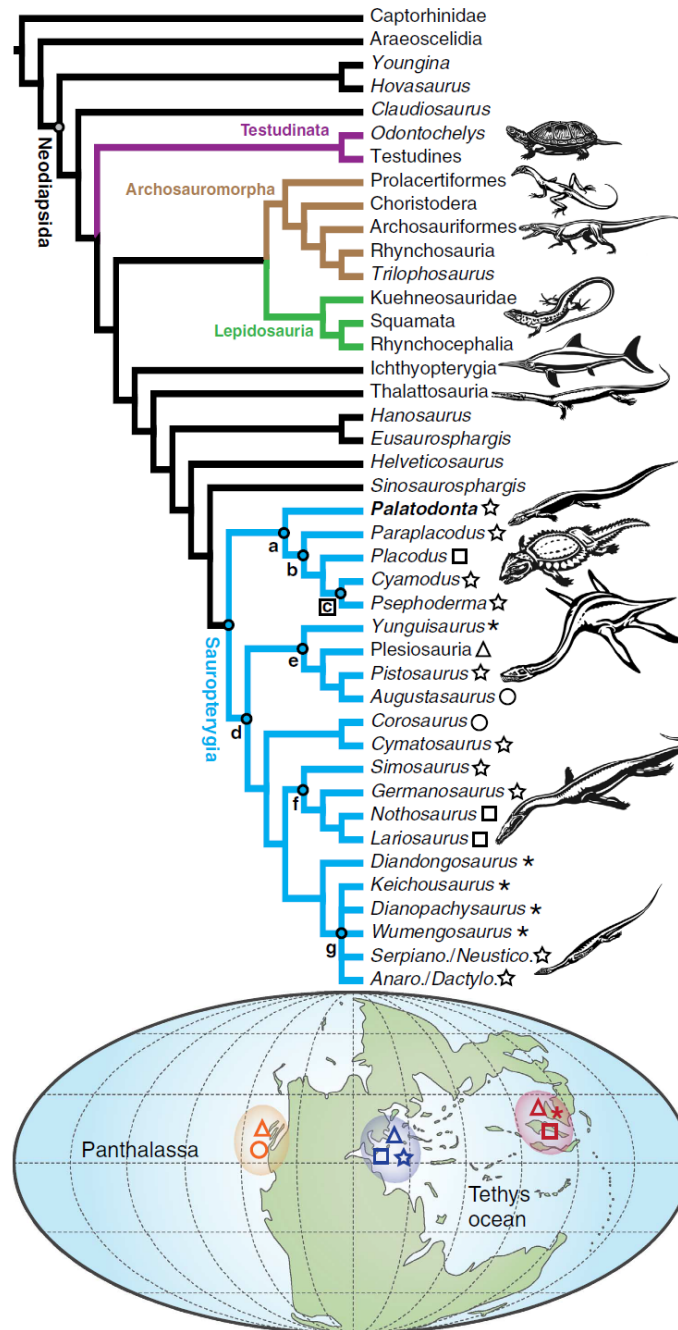 Captorhinidae
Araeoscelidia
Youngina
Hovasaurus
Neodiapsida
Claudiosaurus
Testudinata
Odontochelys
Testudines
Archosauromorpha
Prolacertiformes
Choristodera
Archosauriformes
Rhynchosauria
Trilophosaurus
Kuehneosauridae
Lepidosauria
Squamata
Rhynchocephalia
Ichthyopterygia
Thalattosauria
Hanosaurus
Eusaurosphargis
Helveticosaurus
Sinosaurosphargis
Palatodonta ☆
a
Paraplacodus ☆
b
Placodus □
Cyamodus ☆
c
Psephoderma ☆
Sauropterygia
Yunguisaurus *
e
Plesiosauria △
Pistosaurus ☆
Augustasaurus ○
d
Corosaurus ○
Cymatosaurus ☆
Simosaurus ☆
f
Germanosaurus ☆
Nothosaurus □
Lariosaurus □
Diandongosaurus *
Keichousaurus *
Dianopachysaurus *
Wumengosaurus *
g
Serpiano./Neustico. ☆
Anaro./Dactylo. ☆
Panthalassa
Tethys
ocean